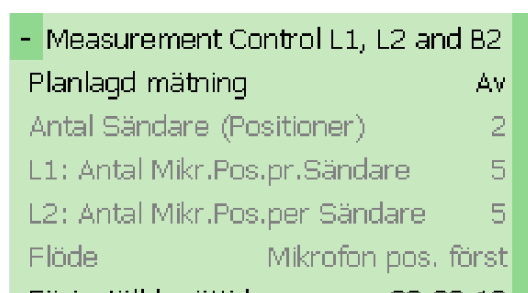 - Measurement Control L1, L2 and B2
Planlagd mätning Av
Antal Sändare (Positioner) 2
L1: Antal Mikr.Pos.pr.Sändare 5
L2: Antal Mikr.Pos.per Sändare 5
Flöde Mikrofon pos. först